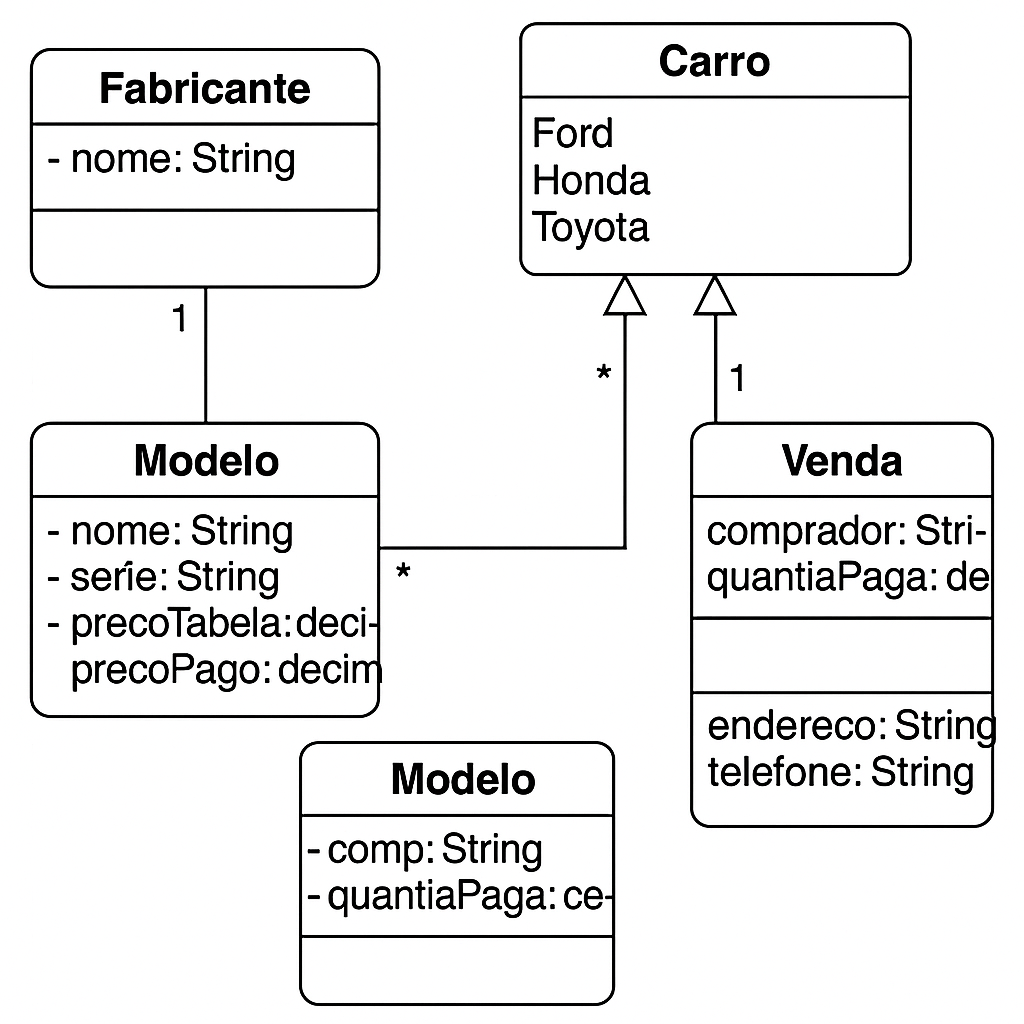 Fabricante
- nome: String
1
Modelo
- nome: String
- serie: String
- precoTabela: deci-
precoPago: decim
*
Carro
Ford
Honda
Toyota
*
1
Venda
comprador: Stri-
quantiaPaga: de
endereco: String
telefone: String
Modelo
- comp: String
- quantiaPaga: ce-